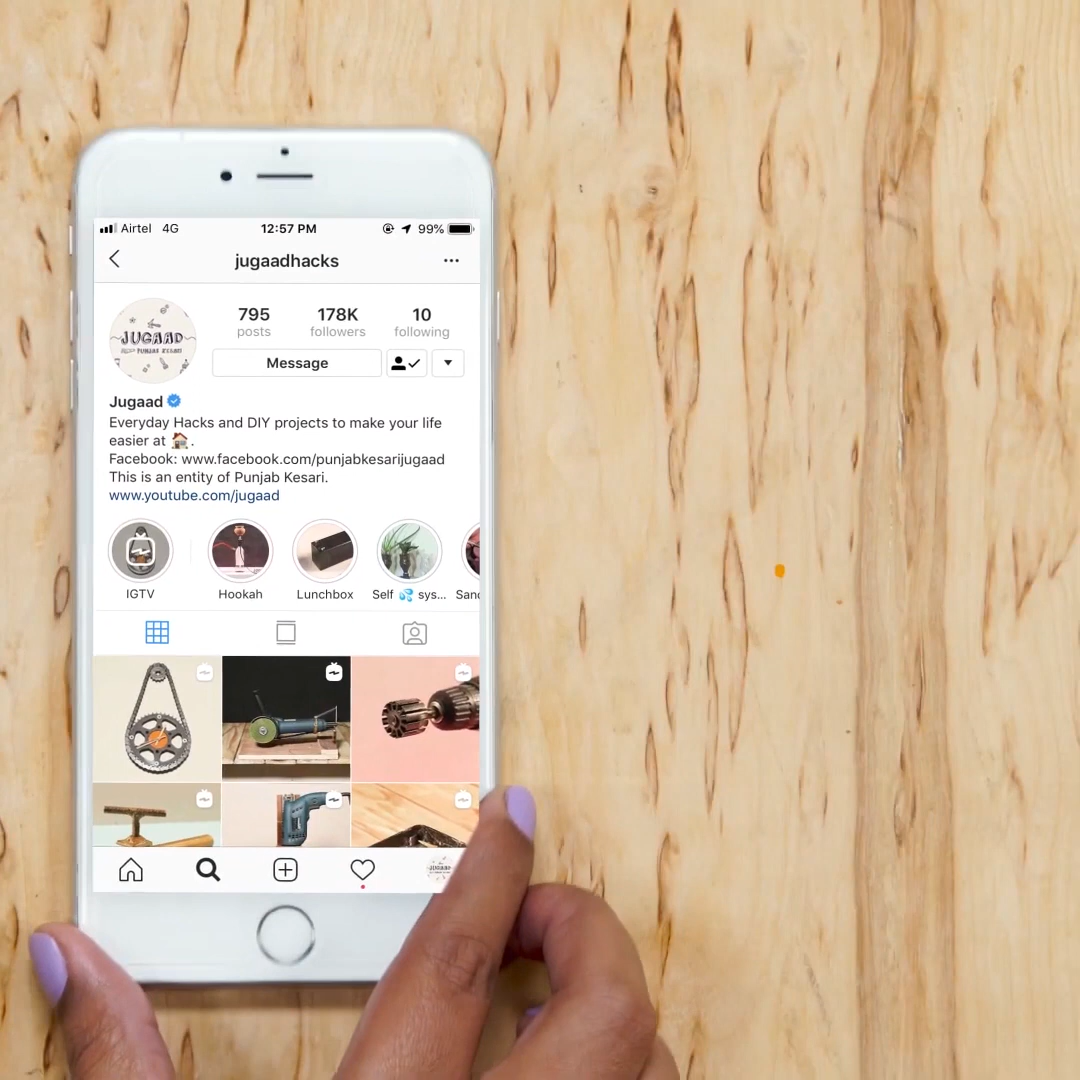 Airtel 4G 12:57 PM 99%
jugaadhacks
795 178K 10
posts followers following
JUGAAD
PUNJAB KESARI
Message
Jugaad
Everyday Hacks and DIY projects to make your life
easier at 🏠.
Facebook: www.facebook.com/punjabkesarijugaad
This is an entity of Punjab Kesari.
www.youtube.com/jugaad
IGTV Hookah Lunchbox Self 💦 sys... Sand
JUGAAD